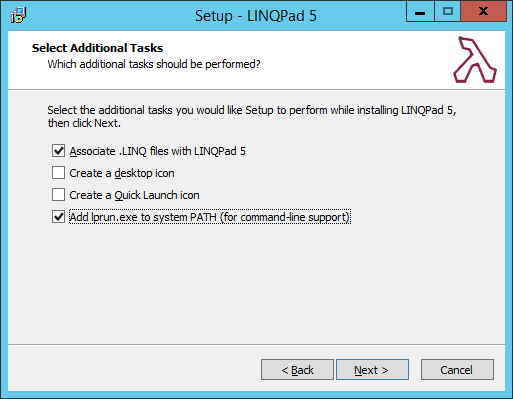 Setup - LINQPad 5
Select Additional Tasks
Which additional tasks should be performed?
Select the additional tasks you would like Setup to perform while installing LINQPad 5,
then click Next.
Associate .LINQ files with LINQPad 5
Create a desktop icon
Create a Quick Launch icon
Add lprun.exe to system PATH (for command-line support)
< Back
Next >
Cancel